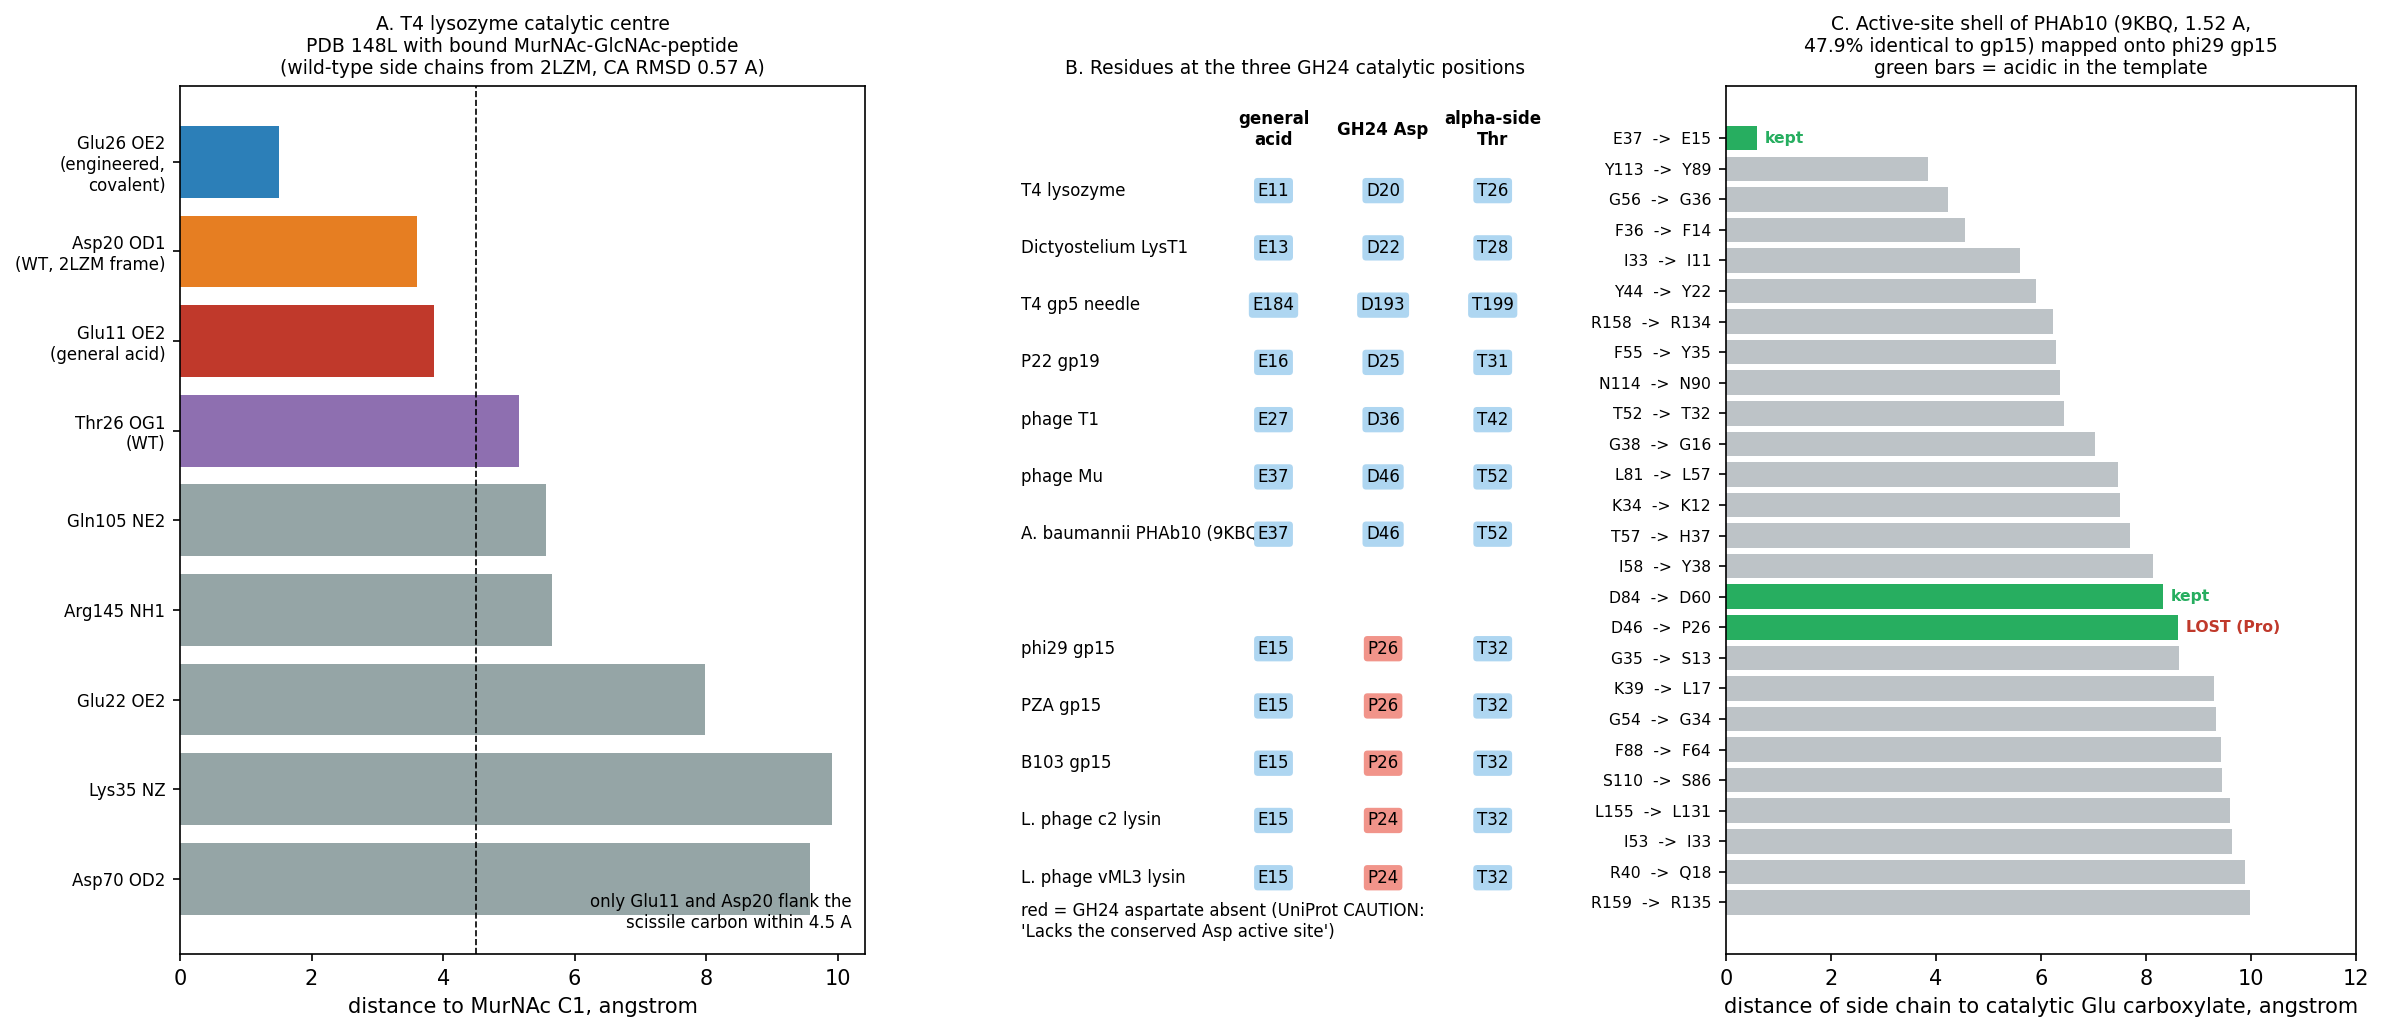 A. T4 lysozyme catalytic centre
PDB 148L with bound MurNAc-GlcNAc-peptide
(wild-type side chains from 2LZM, CA RMSD 0.57 A)
Glu26 OE2
(engineered,
covalent)
Asp20 OD1
(WT, 2LZM frame)
Glu11 OE2
(general acid)
Thr26 OG1
(WT)
Gln105 NE2
Arg145 NH1
Glu22 OE2
Lys35 NZ
Asp70 OD2
only Glu11 and Asp20 flank the
scissile carbon within 4.5 A
0 2 4 6 8 10
distance to MurNAc C1, angstrom
B. Residues at the three GH24 catalytic positions
general
acid
GH24 Asp
alpha-side
Thr
T4 lysozyme E11 D20 T26
Dictyostelium LysT1 E13 D22 T28
T4 gp5 needle E184 D193 T199
P22 gp19 E16 D25 T31
phage T1 E27 D36 T42
phage Mu E37 D46 T52
A. baumannii PHAb10 (9KBQ E37 D46 T52
phi29 gp15 E15 P26 T32
PZA gp15 E15 P26 T32
B103 gp15 E15 P26 T32
L. phage c2 lysin E15 P24 T32
L. phage vML3 lysin E15 P24 T32
red = GH24 aspartate absent (UniProt CAUTION:
'Lacks the conserved Asp active site')
C. Active-site shell of PHAb10 (9KBQ, 1.52 A,
47.9% identical to gp15) mapped onto phi29 gp15
green bars = acidic in the template
E37 -> E15 kept
Y113 -> Y89
G56 -> G36
F36 -> F14
I33 -> I11
Y44 -> Y22
R158 -> R134
F55 -> Y35
N114 -> N90
T52 -> T32
G38 -> G16
L81 -> L57
K34 -> K12
T57 -> H37
I58 -> Y38
D84 -> D60 kept
D46 -> P26 LOST (Pro)
G35 -> S13
K39 -> L17
G54 -> G34
F88 -> F64
S110 -> S86
L155 -> L131
I53 -> I33
R40 -> Q18
R159 -> R135
0 2 4 6 8 10 12
distance of side chain to catalytic Glu carboxylate, angstrom